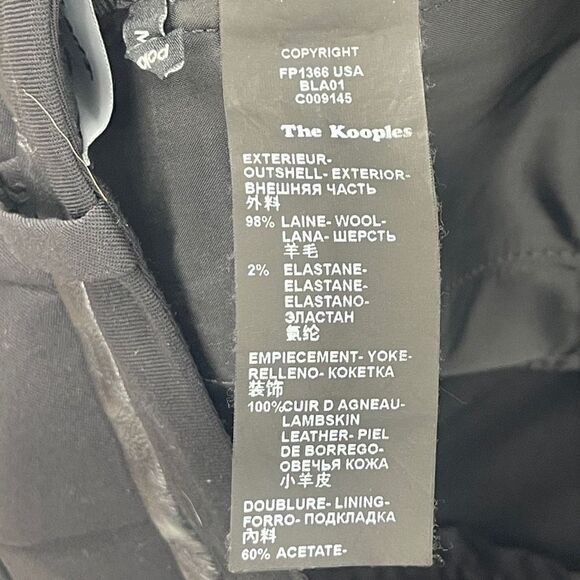 COPYRIGHT
FP1366 USA
BLA01
C009145
The Kooples
EXTERIEUR-
OUTSHELL- EXTERIOR-
ВНЕШНЯЯ ЧАСТЬ
外料
98% LAINE- WOOL-
LANA- ШЕРСТЬ
羊毛
2% ELASTANE-
ELASTANE-
ELASTANO-
ЭЛАСТАН
氨纶
EMPIECEMENT- YOKE-
RELLENO- КОКЕТКА
装饰
100%CUIR D AGNEAU-
LAMBSKIN
LEATHER- PIEL
DE BORREGO-
ОВЕЧЬЯ КОЖА
小羊皮
DOUBLURE- LINING-
FORRO- ПОДКЛАДКА
內料
60% ACETATE-